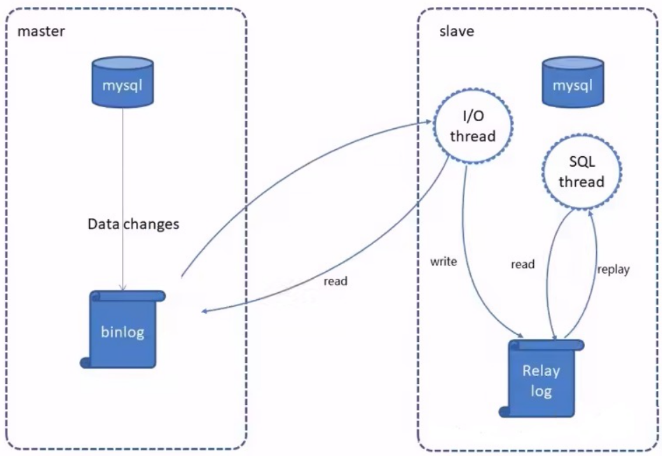 master
mysql
Data changes
binlog
read
slave
mysql
I/O
thread
SQL
thread
write
read
replay
Relay
log